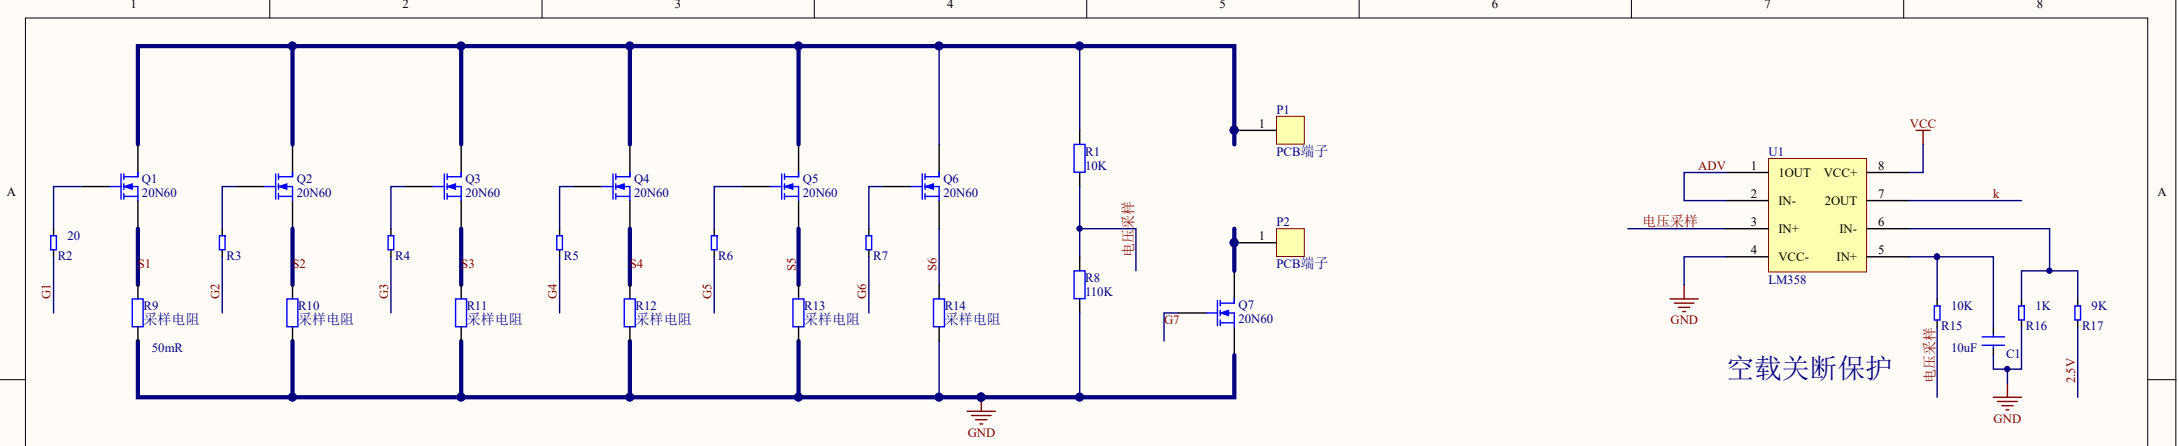 1
2
3
4
5
6
7
8
A
A
Q1
20N60
20
R2
G1
S1
R9
采样电阻
50mR
Q2
20N60
R3
G2
S2
R10
采样电阻
Q3
20N60
R4
G3
S3
R11
采样电阻
Q4
20N60
R5
G4
S4
R12
采样电阻
Q5
20N60
R6
G5
S5
R13
采样电阻
Q6
20N60
R7
G6
S6
R14
采样电阻
GND
R1
10K
电压采样
R8
110K
P1
1
PCB端子
P2
1
PCB端子
G7
Q7
20N60
U1
ADV 1 1OUT VCC+ 8 VCC
2 IN- 2OUT 7 k
电压采样 3 IN+ IN- 6
4 VCC- IN+ 5
LM358
GND
10K
R15
电压采样
10uF
C1
1K
R16
9K
R17
2.5V
GND
空载关断保护